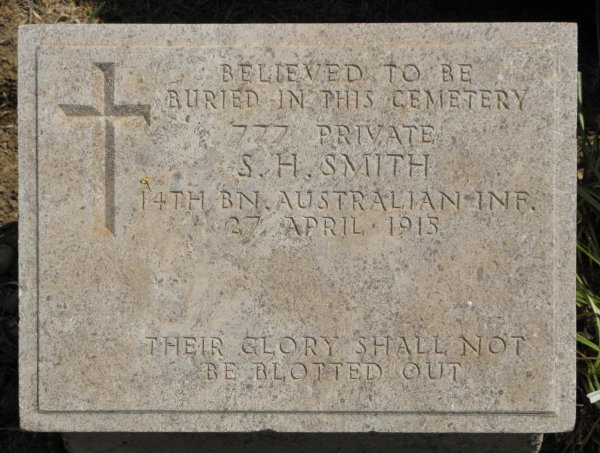 BELIEVED TO BE
BURIED IN THIS CEMETERY
777 PRIVATE
S. H. SMITH
14TH BN. AUSTRALIAN INF.
27 APRIL 1915
THEIR GLORY SHALL NOT
BE BLOTTED OUT